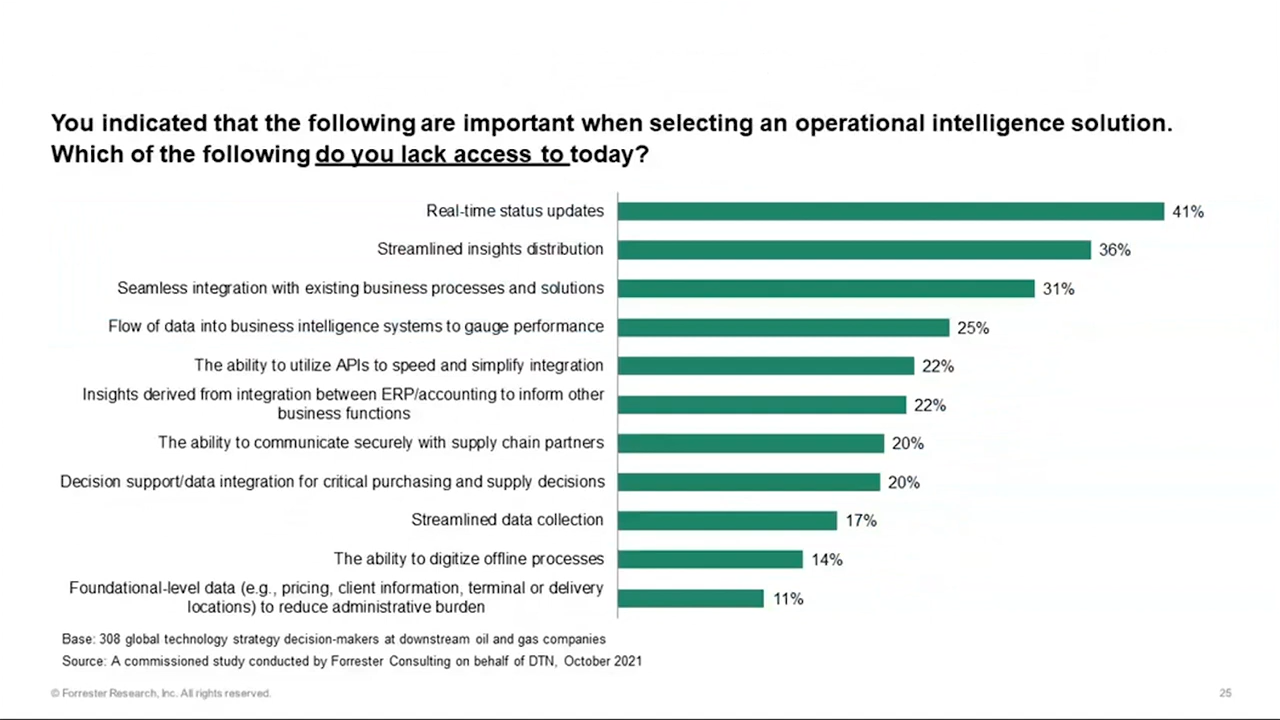 You indicated that the following are important when selecting an operational intelligence solution.
Which of the following do you lack access to today?
Real-time status updates 41%
Streamlined insights distribution 36%
Seamless integration with existing business processes and solutions 31%
Flow of data into business intelligence systems to gauge performance 25%
The ability to utilize APIs to speed and simplify integration 22%
Insights derived from integration between ERP/accounting to inform other
business functions 22%
The ability to communicate securely with supply chain partners 20%
Decision support/data integration for critical purchasing and supply decisions 20%
Streamlined data collection 17%
The ability to digitize offline processes 14%
Foundational-level data (e.g., pricing, client information, terminal or delivery
locations) to reduce administrative burden 11%
Base: 308 global technology strategy decision-makers at downstream oil and gas companies
Source: A commissioned study conducted by Forrester Consulting on behalf of DTN, October 2021
© Forrester Research, Inc. All rights reserved. 25